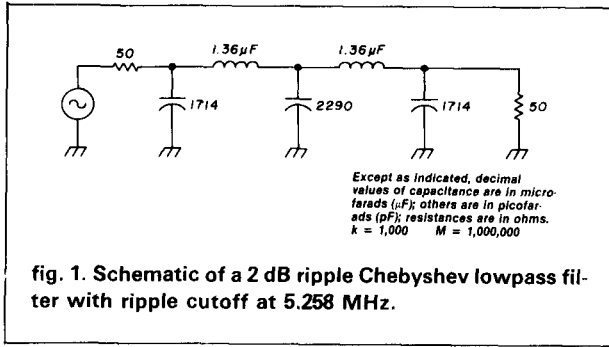 50
1.36μF
1.36μF
1714
2290
1714
50
Except as indicated, decimal
values of capacitance are in micro-
farads (μF); others are in picofar-
ads (pF); resistances are in ohms.
k = 1,000 M = 1,000,000
fig. 1. Schematic of a 2 dB ripple Chebyshev lowpass fil-
ter with ripple cutoff at 5.258 MHz.